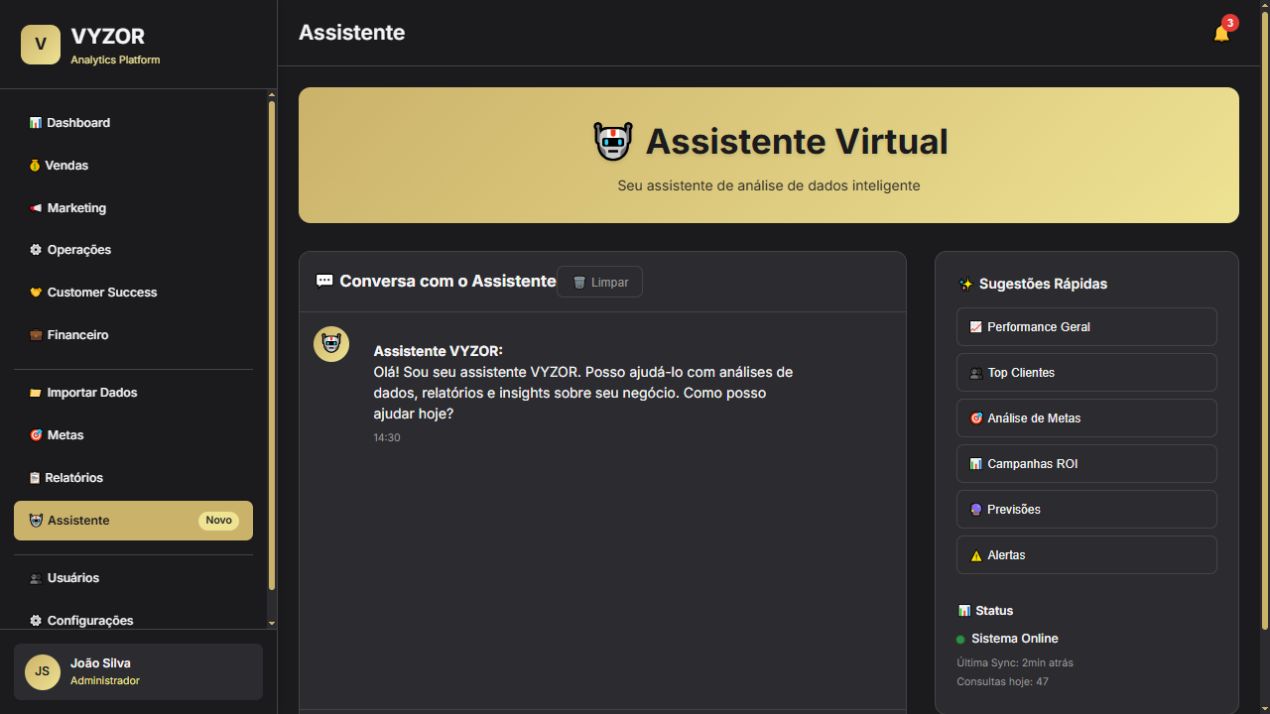 V
VYZOR
Analytics Platform
Dashboard
Vendas
Marketing
Operações
Customer Success
Financeiro
Importar Dados
Metas
Relatórios
Assistente
Novo
Usuários
Configurações
JS
João Silva
Administrador
Assistente
3
Assistente Virtual
Seu assistente de análise de dados inteligente
Conversa com o Assistente
Limpar
Assistente VYZOR:
Olá! Sou seu assistente VYZOR. Posso ajudá-lo com análises de
dados, relatórios e insights sobre seu negócio. Como posso
ajudar hoje?
14:30
Sugestões Rápidas
Performance Geral
Top Clientes
Análise de Metas
Campanhas ROI
Previsões
Alertas
Status
Sistema Online
Última Sync: 2min atrás
Consultas hoje: 47